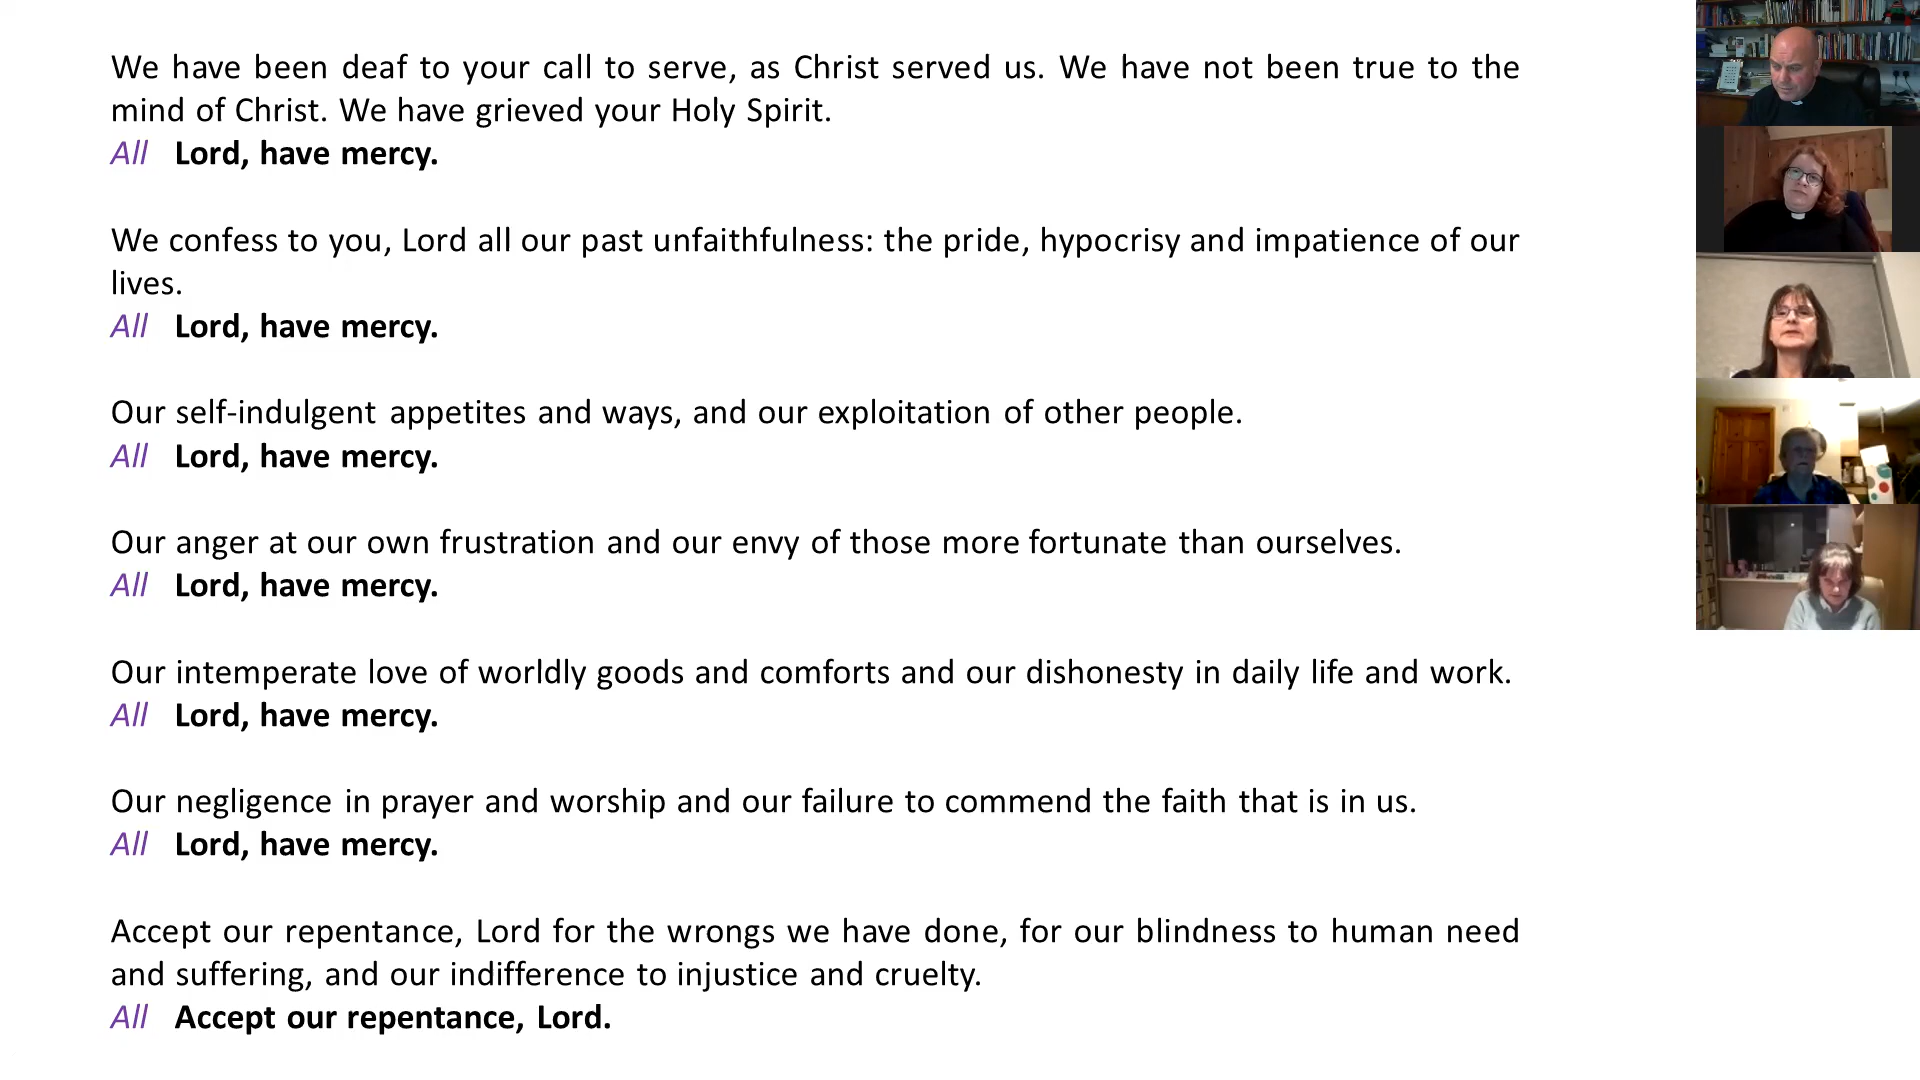 We have been deaf to your call to serve, as Christ served us. We have not been true to the
mind of Christ. We have grieved your Holy Spirit.
All Lord, have mercy.
We confess to you, Lord all our past unfaithfulness: the pride, hypocrisy and impatience of our
lives.
All Lord, have mercy.
Our self-indulgent appetites and ways, and our exploitation of other people.
All Lord, have mercy.
Our anger at our own frustration and our envy of those more fortunate than ourselves.
All Lord, have mercy.
Our intemperate love of worldly goods and comforts and our dishonesty in daily life and work.
All Lord, have mercy.
Our negligence in prayer and worship and our failure to commend the faith that is in us.
All Lord, have mercy.
Accept our repentance, Lord for the wrongs we have done, for our blindness to human need
and suffering, and our indifference to injustice and cruelty.
All Accept our repentance, Lord.